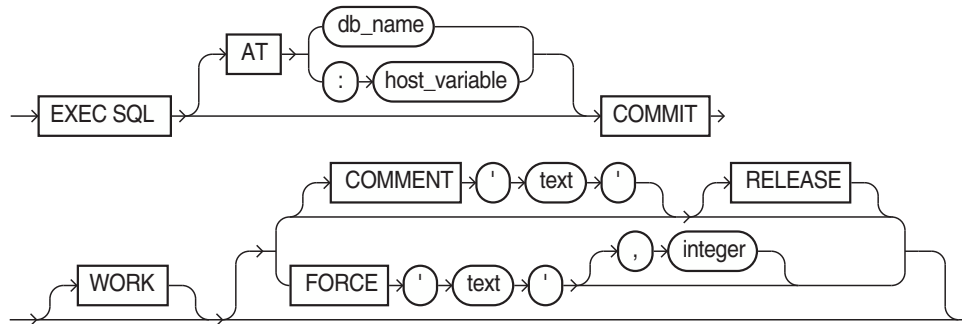 db_name
AT
: host_variable
EXEC SQL COMMIT
COMMENT ' text ' RELEASE
, integer
WORK FORCE ' text '